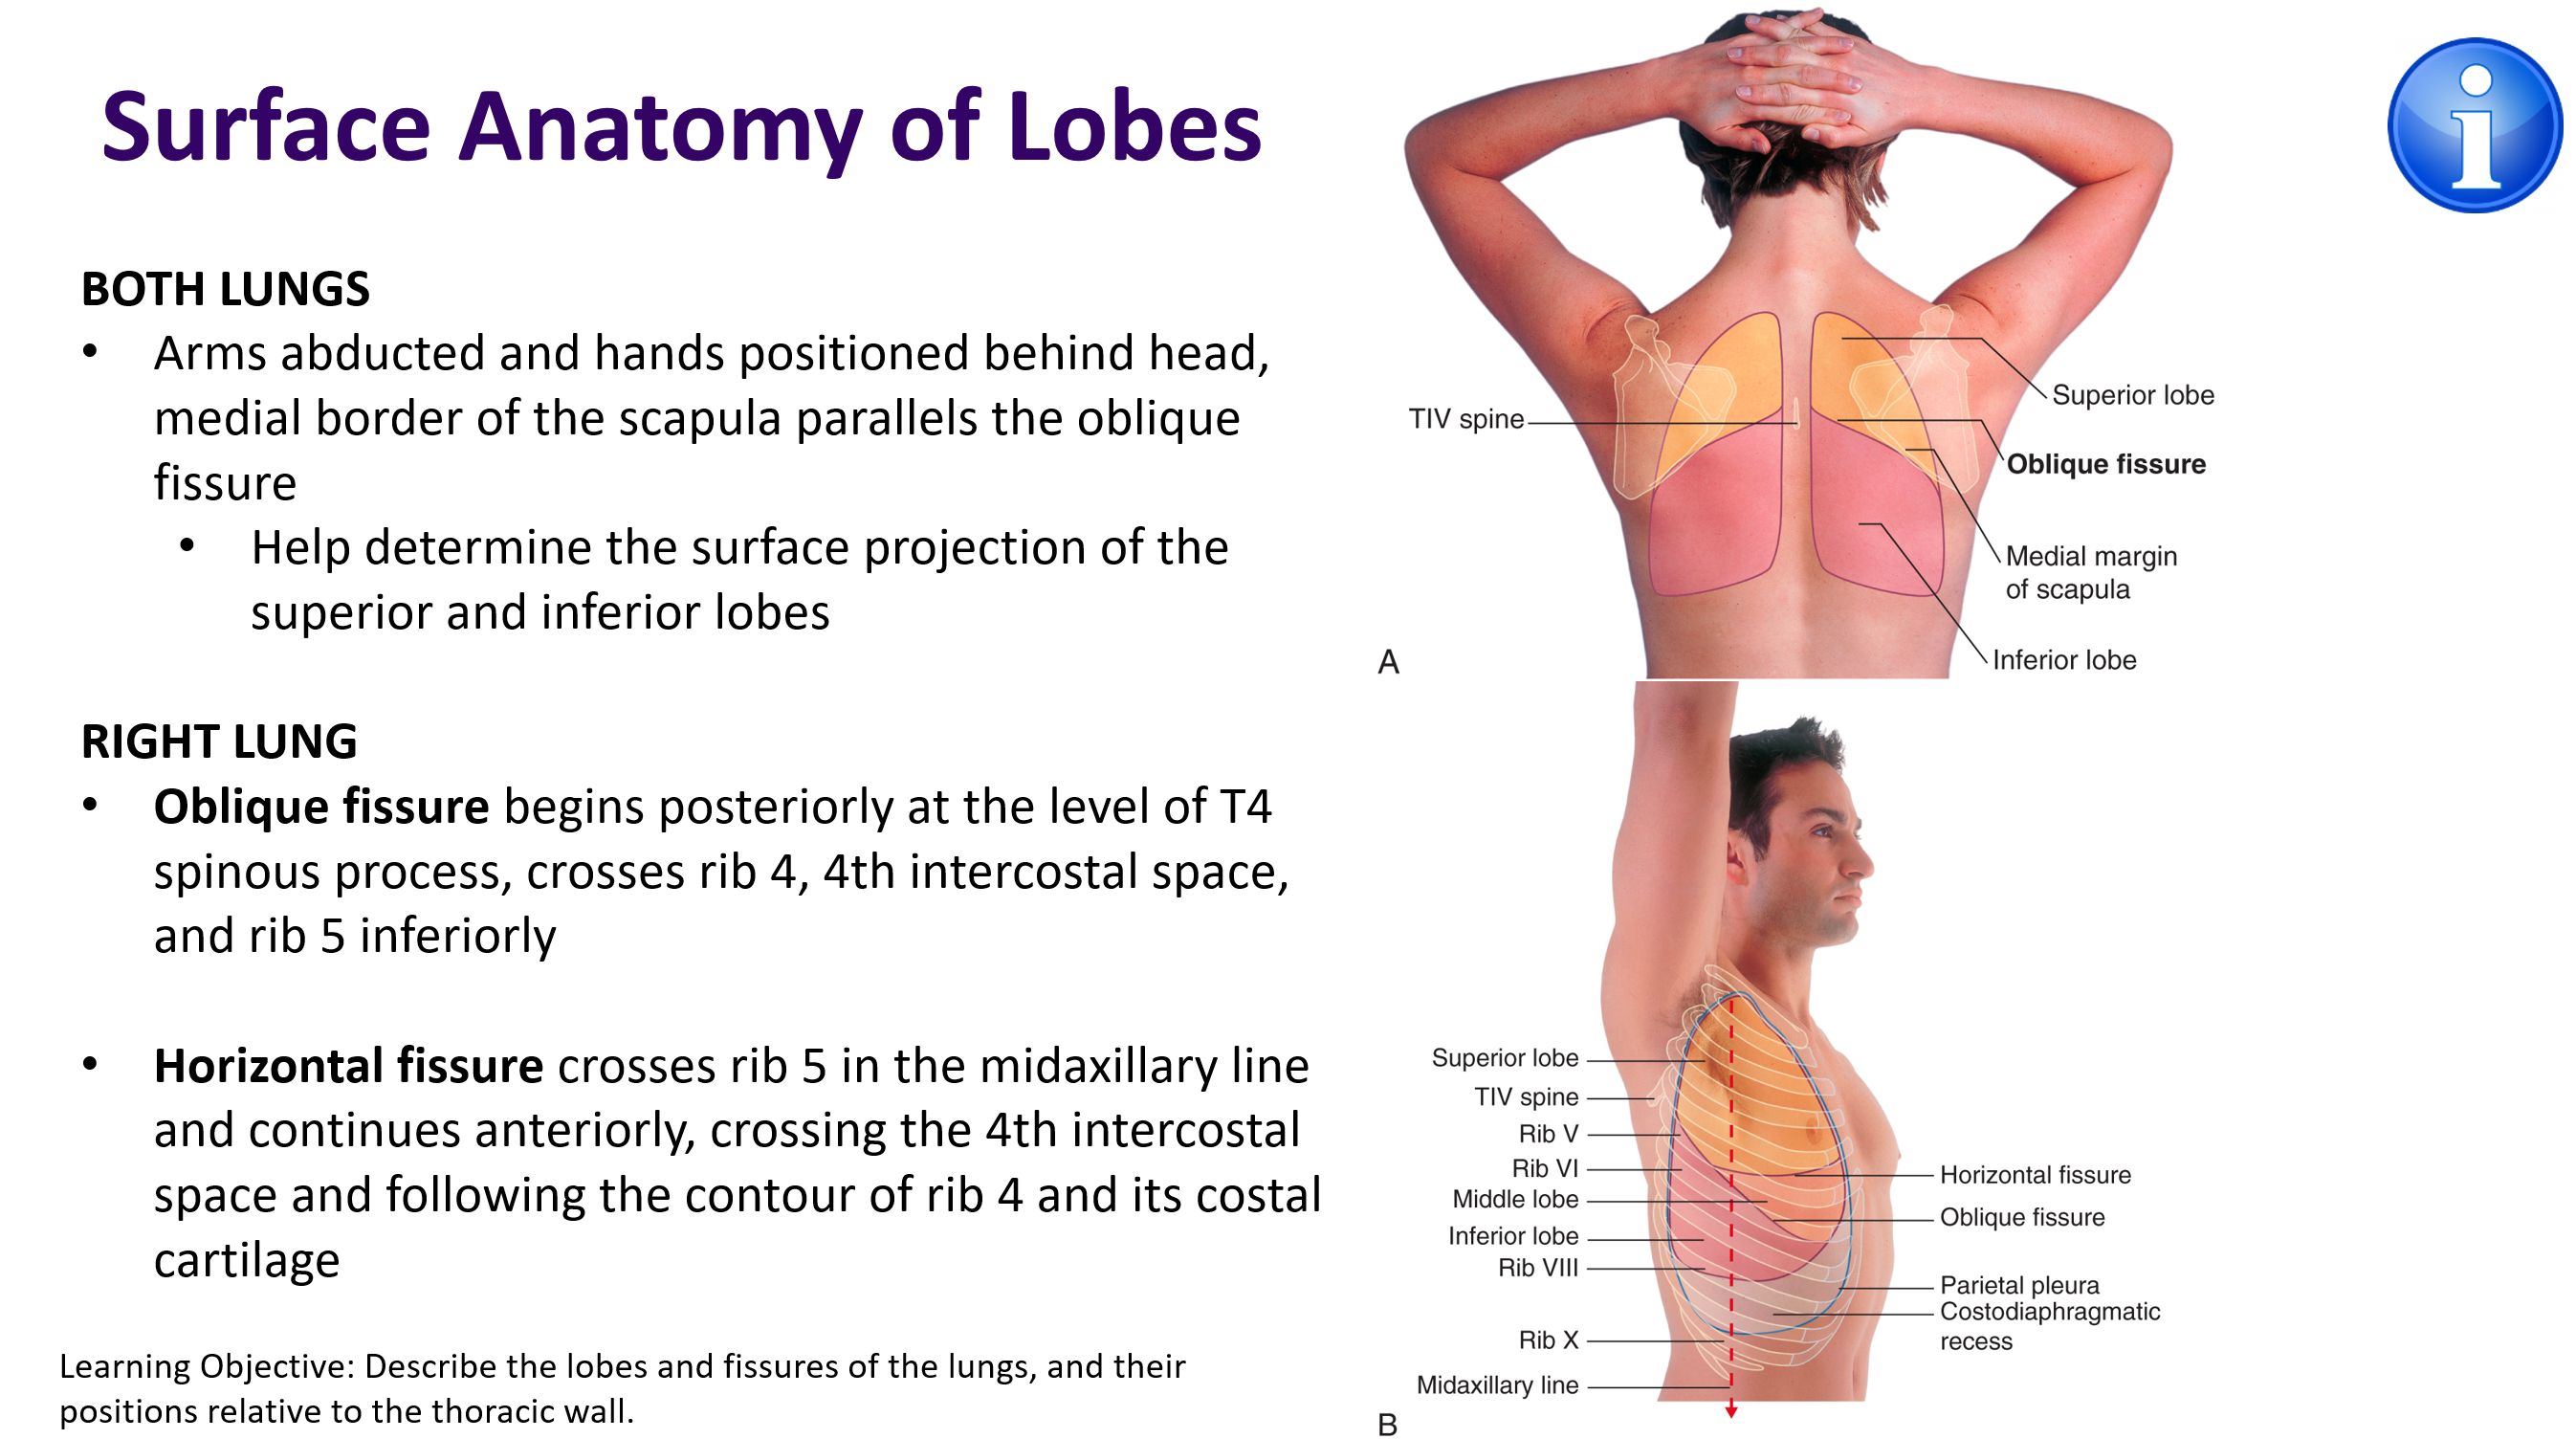 Surface Anatomy of Lobes
BOTH LUNGS
• Arms abducted and hands positioned behind head,
medial border of the scapula parallels the oblique
fissure
• Help determine the surface projection of the
superior and inferior lobes
RIGHT LUNG
• Oblique fissure begins posteriorly at the level of T4
spinous process, crosses rib 4, 4th intercostal space,
and rib 5 inferiorly
• Horizontal fissure crosses rib 5 in the midaxillary line
and continues anteriorly, crossing the 4th intercostal
space and following the contour of rib 4 and its costal
cartilage
Learning Objective: Describe the lobes and fissures of the lungs, and their
positions relative to the thoracic wall.
TIV spine
Superior lobe
Oblique fissure
Medial margin
of scapula
Inferior lobe
A
Superior lobe
TIV spine
Rib V
Rib VI
Middle lobe
Inferior lobe
Rib VIII
Rib X
Midaxillary line
Horizontal fissure
Oblique fissure
Parietal pleura
Costodiaphragmatic
recess
B
i